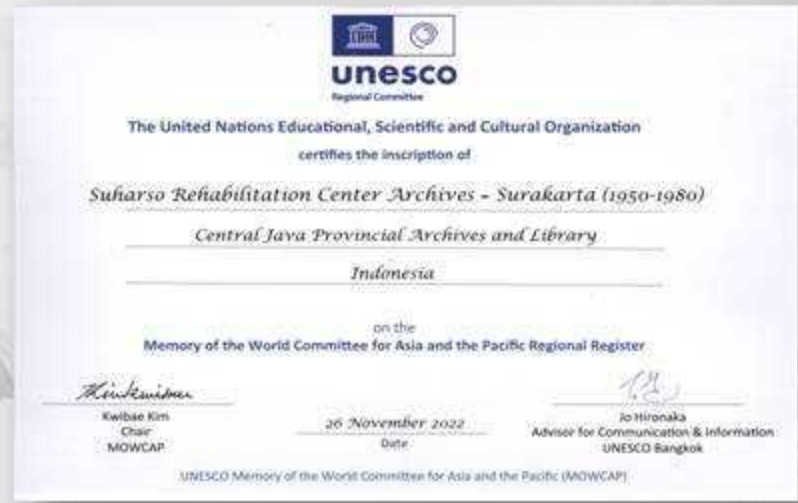 unesco
Regional Committee
The United Nations Educational, Scientific and Cultural Organization
certifies the inscription of
Suharso Rehabilitation Center Archives - Surakarta (1950-1980)
Central Java Provincial Archives and Library
Indonesia
on the
Memory of the World Committee for Asia and the Pacific Regional Register
Kwibae Kim
Chair
MOWCAP
26 November 2022
Date
Jo Hironaka
Advisor for Communication & Information
UNESCO Bangkok
UNESCO Memory of the World Committee for Asia and the Pacific (MOWCAP)